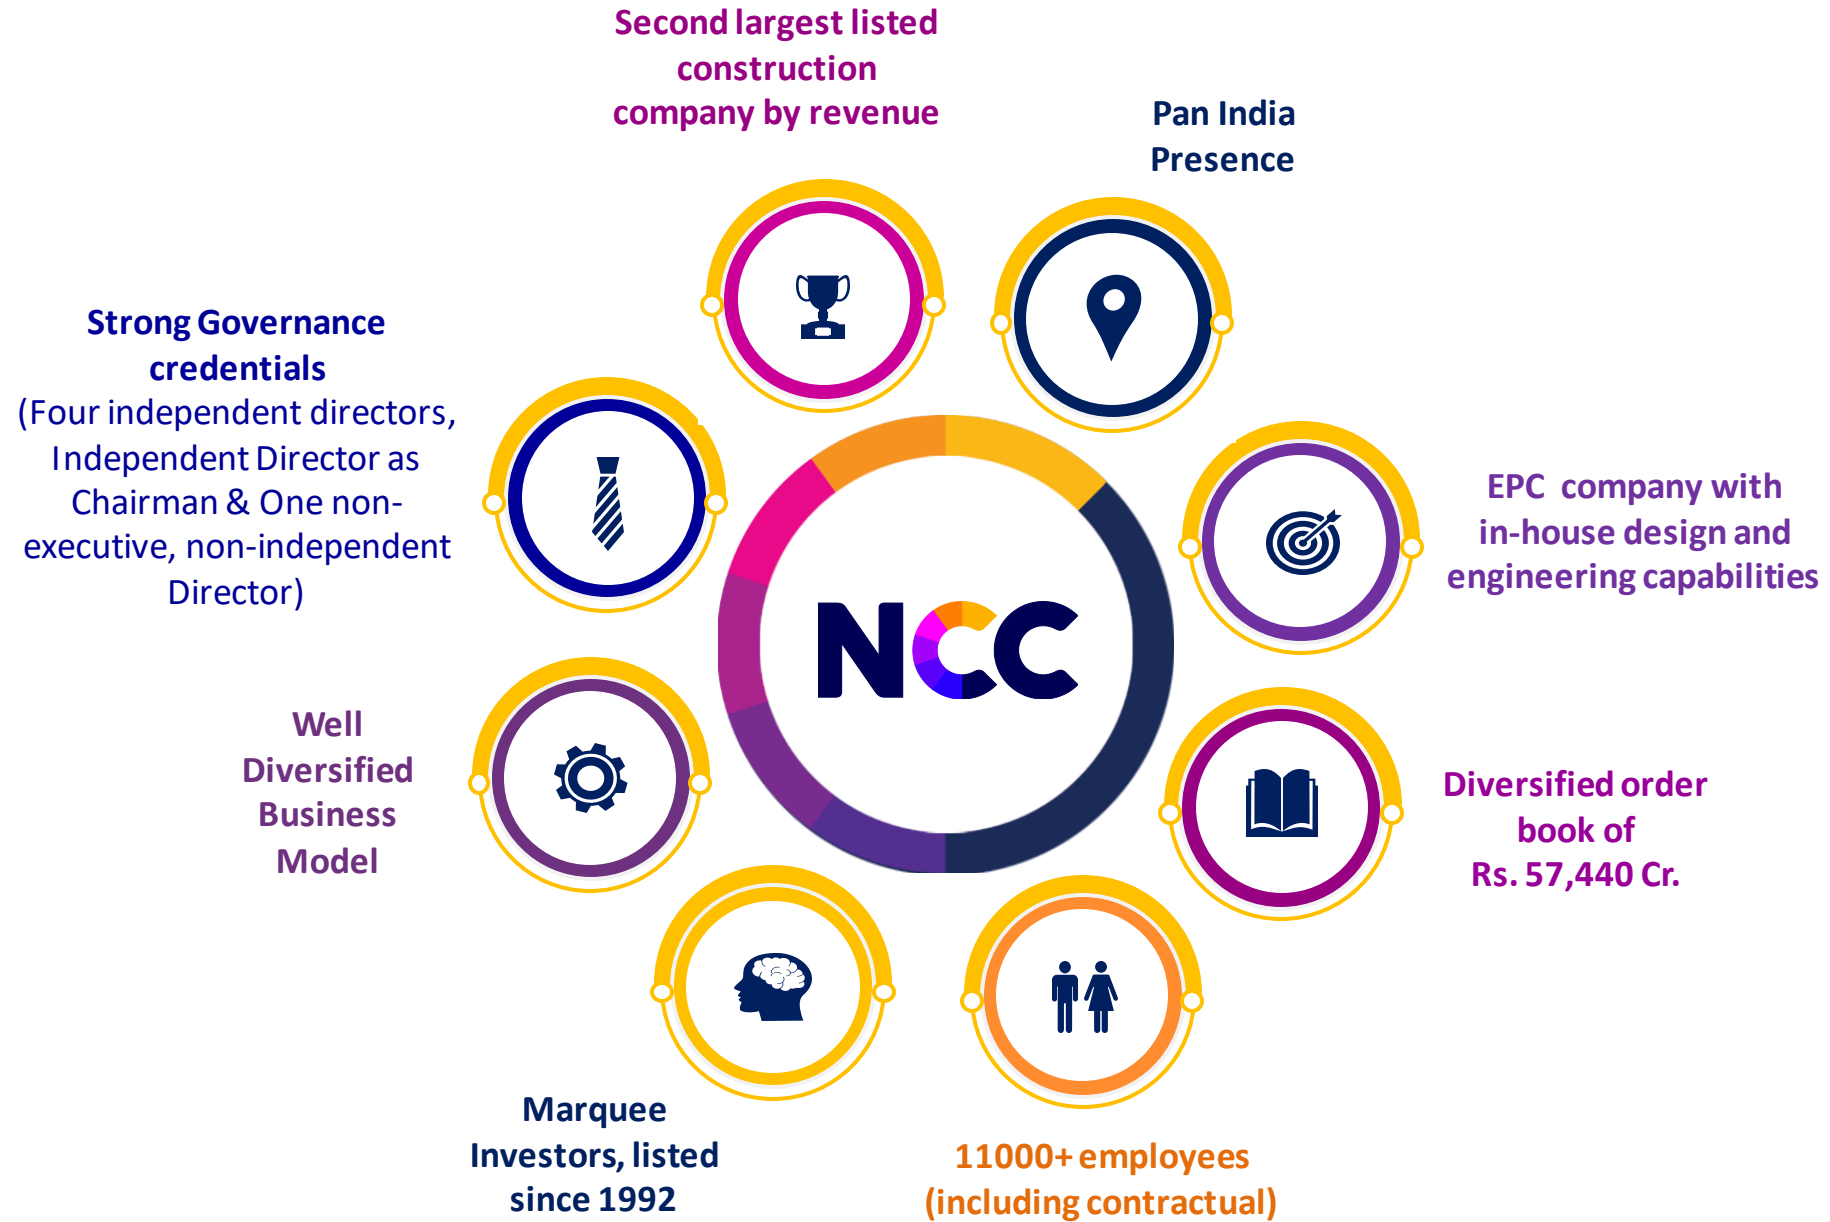 Second largest listed
construction
company by revenue
Pan India
Presence
Strong Governance
credentials
(Four independent directors,
Independent Director as
Chairman & One non-
executive, non-independent
Director)
EPC company with
in-house design and
engineering capabilities
NCC
Well
Diversified
Business
Model
Diversified order
book of
Rs. 57,440 Cr.
Marquee
Investors, listed
since 1992
11000+ employees
(including contractual)